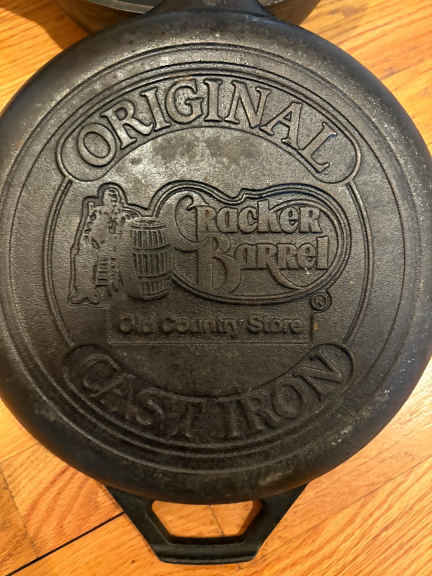 ORIGINAL
Cracker
Barrel
®
Old Country Store
CAST IRON